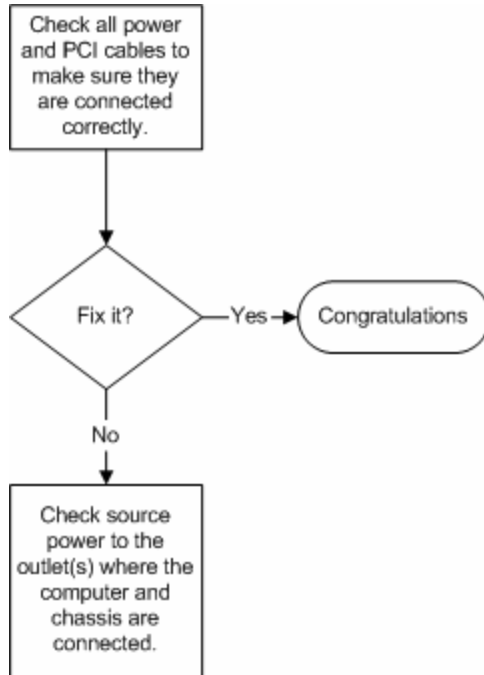 Check all power
and PCI cables to
make sure they
are connected
correctly.
Fix it?
Yes
Congratulations
No
Check source
power to the
outlet(s) where the
computer and
chassis are
connected.